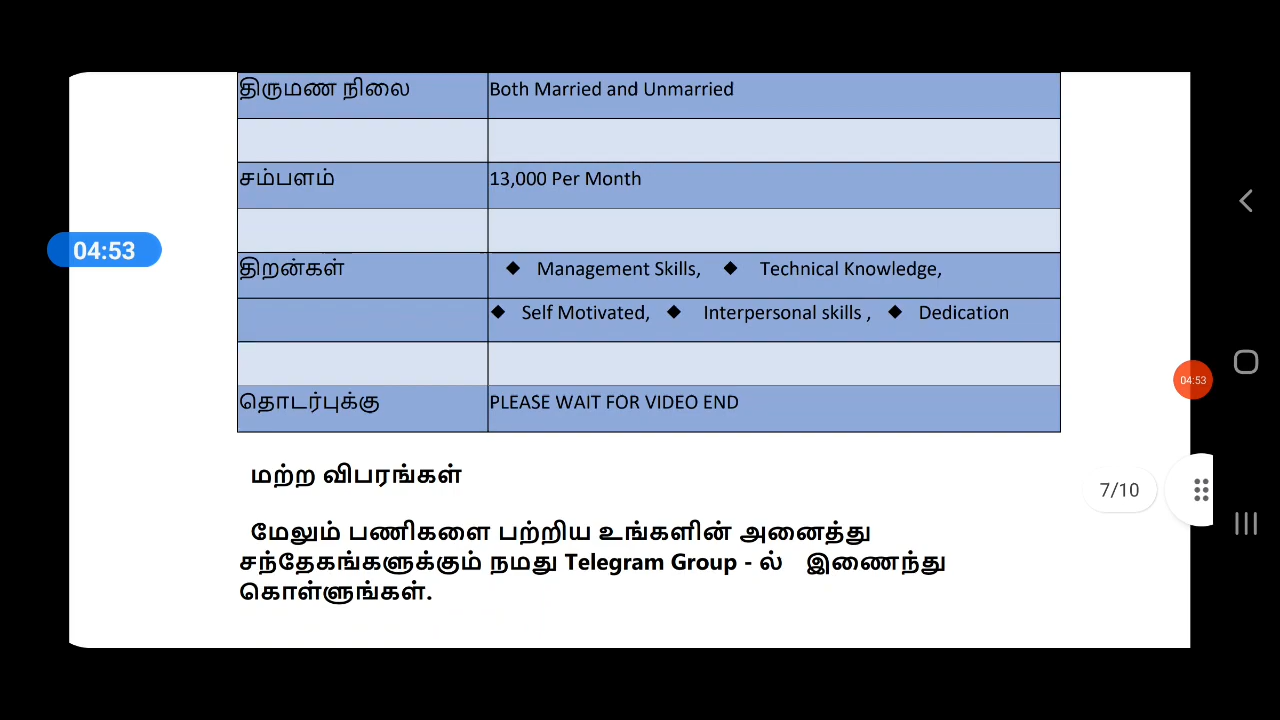 திருமண நிலை Both Married and Unmarried
சம்பளம் 13,000 Per Month
04:53
திறன்கள் ◆ Management Skills, ◆ Technical Knowledge,
◆ Self Motivated, ◆ Interpersonal skills , ◆ Dedication
04:53
தொடர்புக்கு PLEASE WAIT FOR VIDEO END
மற்ற விபரங்கள்
7/10
மேலும் பணிகளை பற்றிய உங்களின் அனைத்து
சந்தேகங்களுக்கும் நமது Telegram Group - ல் இணைந்து
கொள்ளுங்கள்.